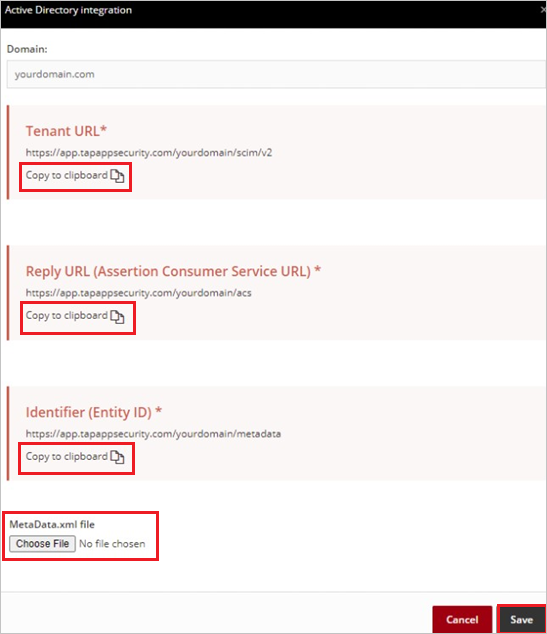 Active Directory integration
×
Domain:
yourdomain.com
Tenant URL*
https://app.tapappsecurity.com/yourdomain/scim/v2
Copy to clipboard
Reply URL (Assertion Consumer Service URL) *
https://app.tapappsecurity.com/yourdomain/acs
Copy to clipboard
Identifier (Entity ID) *
https://app.tapappsecurity.com/yourdomain/metadata
Copy to clipboard
MetaData.xml file
Choose File No file chosen
Cancel Save